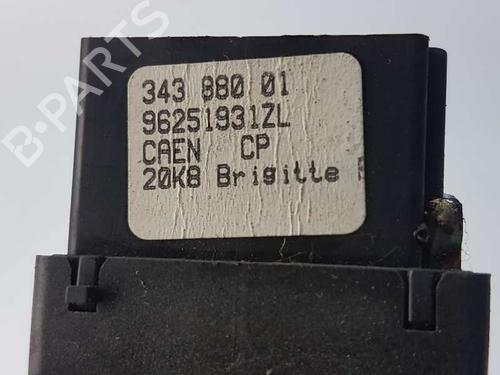 343 880 01
96251931ZL
CAEN CP
20K8 Brigitte
B-PARTS